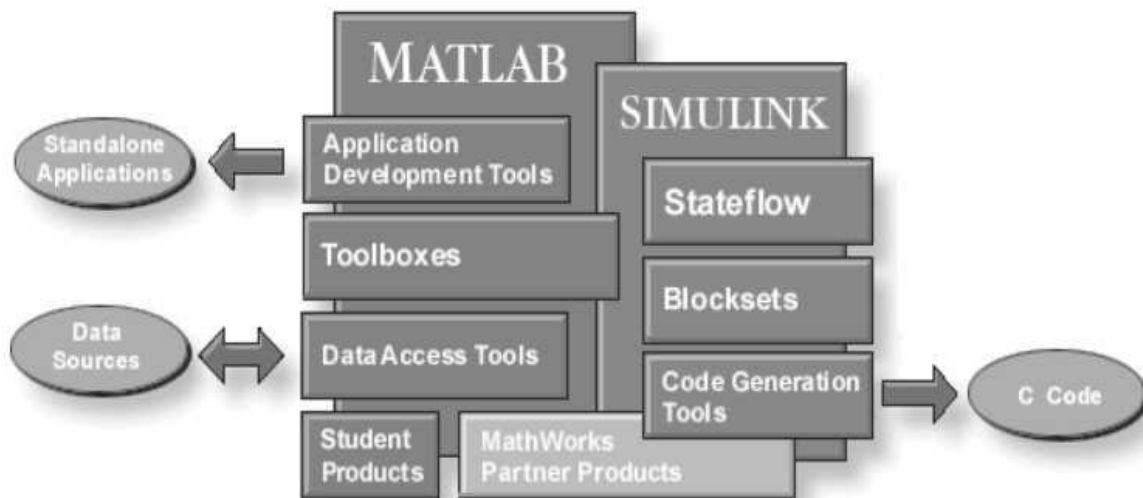 MATLAB
SIMULINK
Standalone
Applications
Application
Development Tools
Stateflow
Toolboxes
Blocksets
Data
Sources
Data Access Tools
Code Generation
Tools
C Code
Student
Products
MathWorks
Partner Products